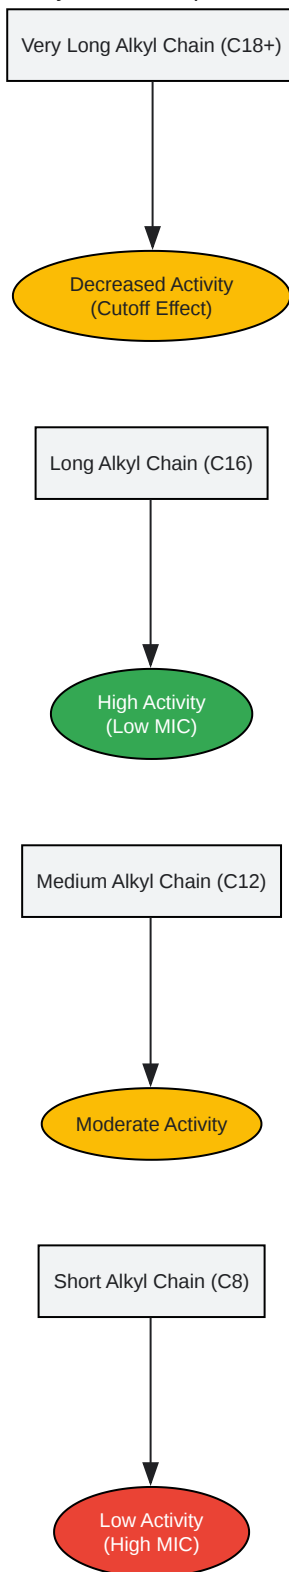 Very Long Alkyl Chain (C18+)
Decreased Activity
(Cutoff Effect)
Long Alkyl Chain (C16)
High Activity
(Low MIC)
Medium Alkyl Chain (C12)
Moderate Activity
Short Alkyl Chain (C8)
Low Activity
(High MIC)